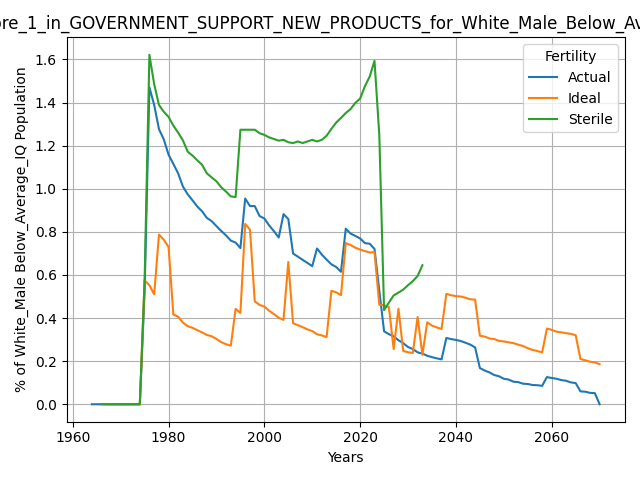 ore_1_in_GOVERNMENT_SUPPORT_NEW_PRODUCTS_for_White_Male_Below_Av
% of White_Male Below_Average_IQ Population
1.6
1.4
1.2
1.0
0.8
0.6
0.4
0.2
0.0
Fertility
Actual
Ideal
Sterile
1960
1980
2000
2020
2040
2060
Years